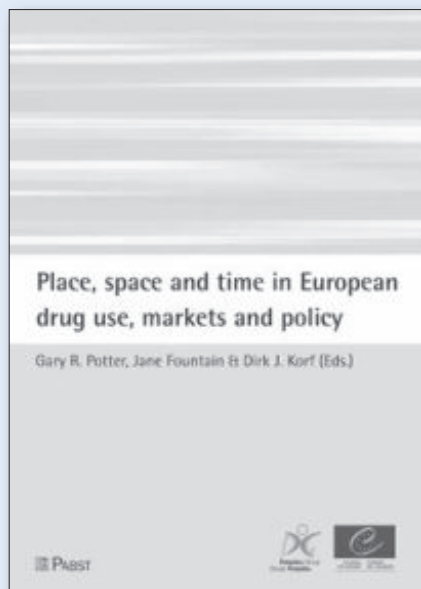 Place, space and time in European
drug use, markets and policy
Gary R. Potter, Jane Fountain & Dirk J. Korf (Eds.)
PABST